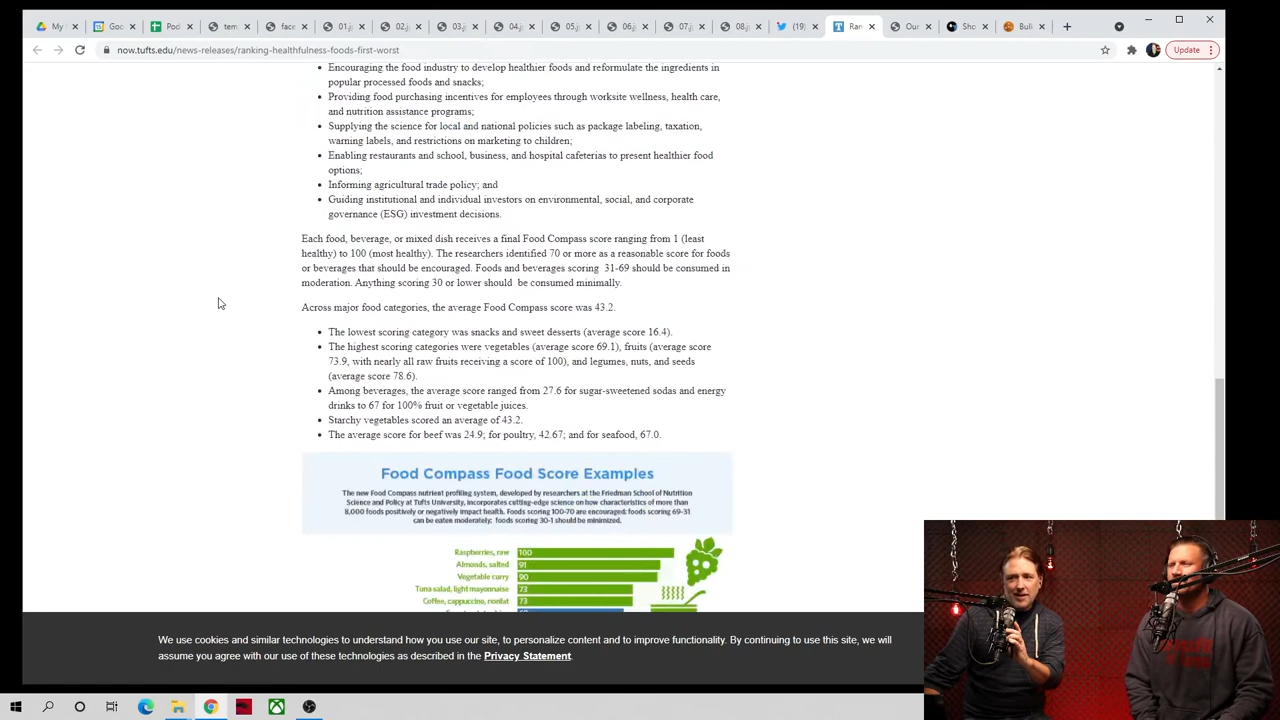 My
Goo
Pod
tem
face
01.j
02.j
03.j
04.j
05.j
06.j
07.j
08.j
(19)
Ran
Our
Sho
Bulk
now.tufts.edu/news-releases/ranking-healthfulness-foods-first-worst
Update
• Encouraging the food industry to develop healthier foods and reformulate the ingredients in
popular processed foods and snacks;
• Providing food purchasing incentives for employees through worksite wellness, health care,
and nutrition assistance programs;
• Supplying the science for local and national policies such as package labeling, taxation,
warning labels, and restrictions on marketing to children;
• Enabling restaurants and school, business, and hospital cafeterias to present healthier food
options;
• Informing agricultural trade policy; and
• Guiding institutional and individual investors on environmental, social, and corporate
governance (ESG) investment decisions.
Each food, beverage, or mixed dish receives a final Food Compass score ranging from 1 (least
healthy) to 100 (most healthy). The researchers identified 70 or more as a reasonable score for foods
or beverages that should be encouraged. Foods and beverages scoring 31-69 should be consumed in
moderation. Anything scoring 30 or lower should be consumed minimally.
Across major food categories, the average Food Compass score was 43.2.
• The lowest scoring category was snacks and sweet desserts (average score 16.4).
• The highest scoring categories were vegetables (average score 69.1), fruits (average score
73.9, with nearly all raw fruits receiving a score of 100), and legumes, nuts, and seeds
(average score 78.6).
• Among beverages, the average score ranged from 27.6 for sugar-sweetened sodas and energy
drinks to 67 for 100% fruit or vegetable juices.
• Starchy vegetables scored an average of 43.2.
• The average score for beef was 24.9; for poultry, 42.67; and for seafood, 67.0.
Food Compass Food Score Examples
The new Food Compass nutrient profiling system, developed by researchers at the Friedman School of Nutrition
Science and Policy at Tufts University, incorporates cutting-edge science on how characteristics of more than
8,000 foods positively or negatively impact health. Foods scoring 100-70 are encouraged; foods scoring 69-31
can be eaten moderately; foods scoring 30-1 should be minimized.
Raspberries, raw 100
Almonds, salted 91
Vegetable curry 90
Tuna salad, light mayonnaise 73
Coffee, cappuccino, nonfat 73
We use cookies and similar technologies to understand how you use our site, to personalize content and to improve functionality. By continuing to use this site, we will
assume you agree with our use of these technologies as described in the Privacy Statement.